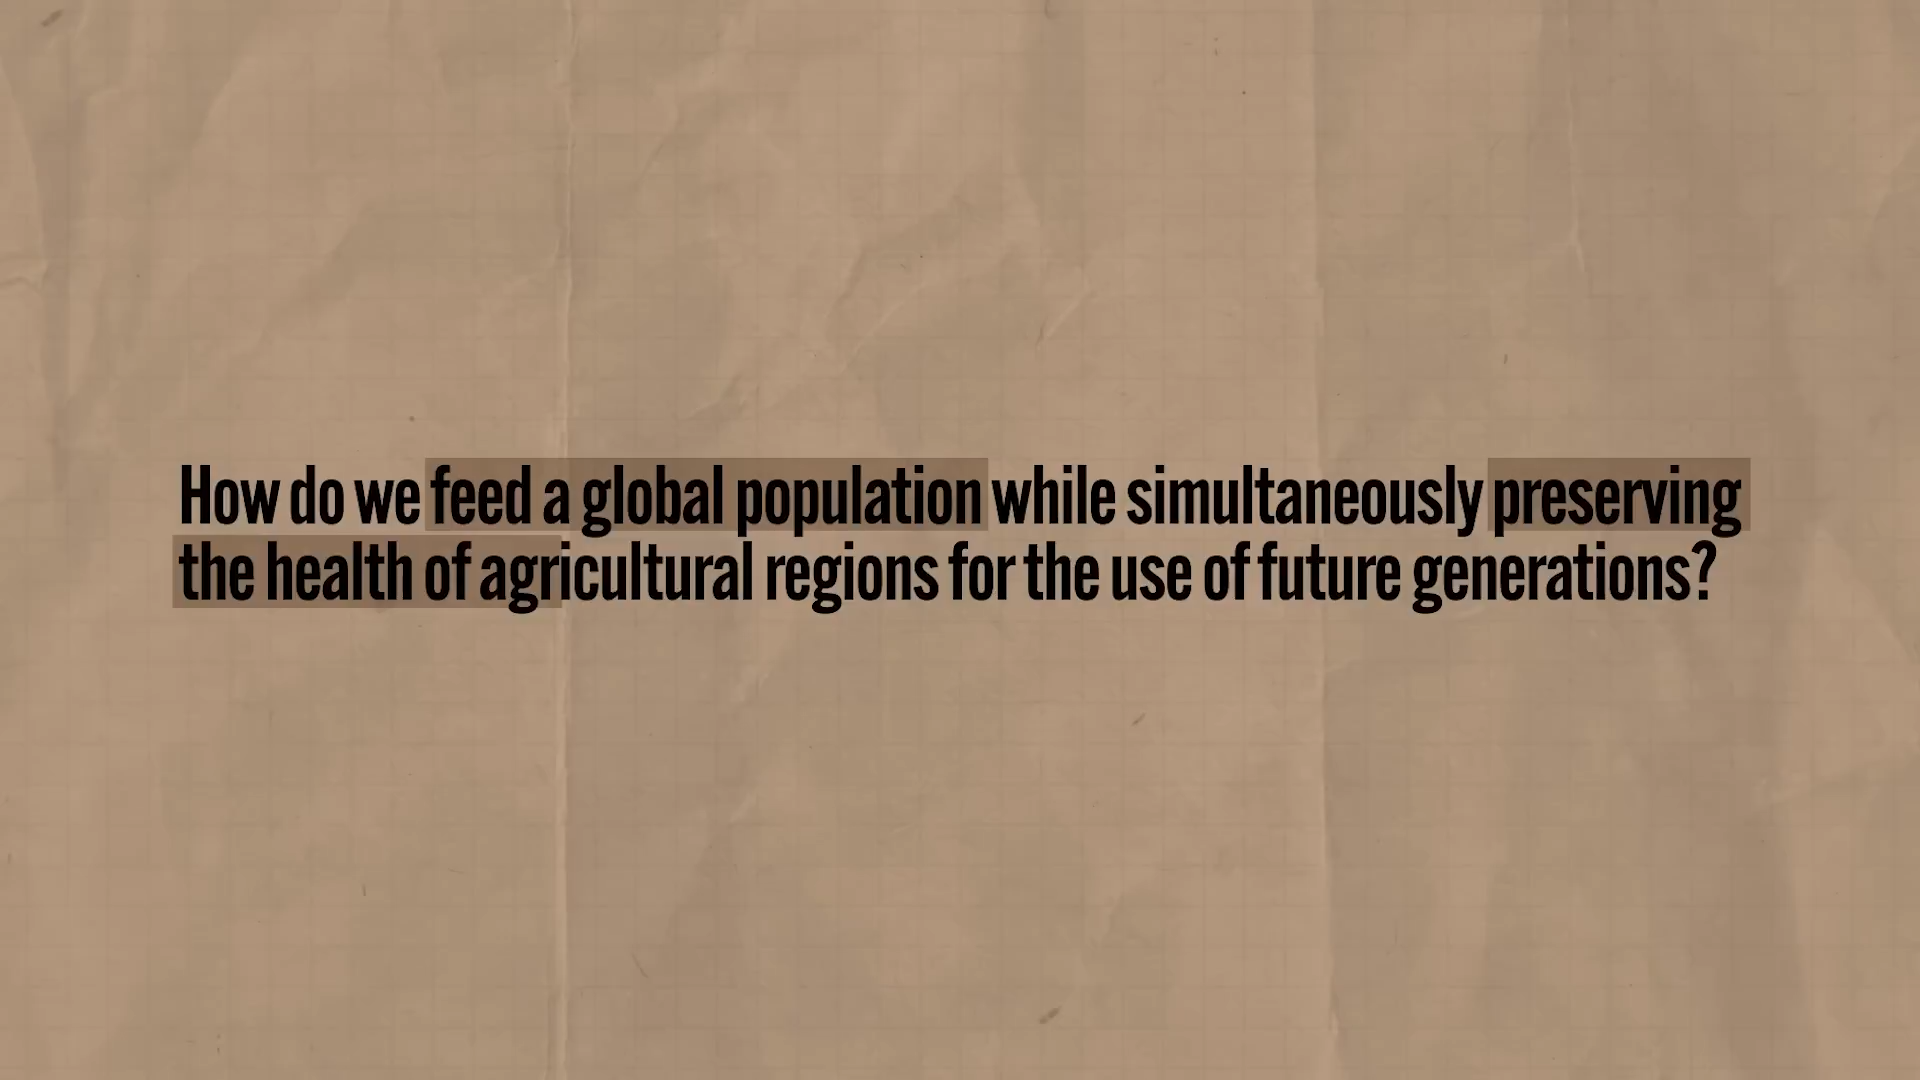 How do we feed a global population while simultaneously preserving
the health of agricultural regions for the use of future generations?